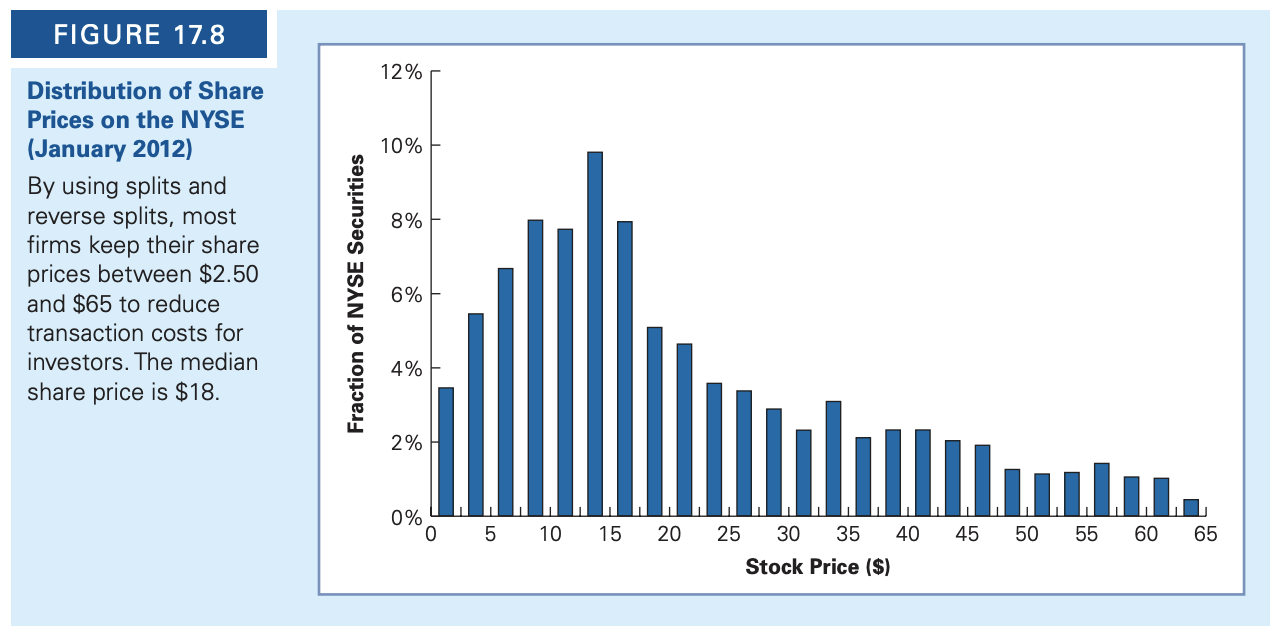 FIGURE 17.8
Distribution of Share
Prices on the NYSE
(January 2012)
By using splits and
reverse splits, most
firms keep their share
prices between $2.50
and $65 to reduce
transaction costs for
investors. The median
share price is $18.
Fraction of NYSE Securities
12%
10%
8%
6%
4%
2%
0%
0 5 10 15 20 25 30 35 40 45 50 55 60 65
Stock Price ($)